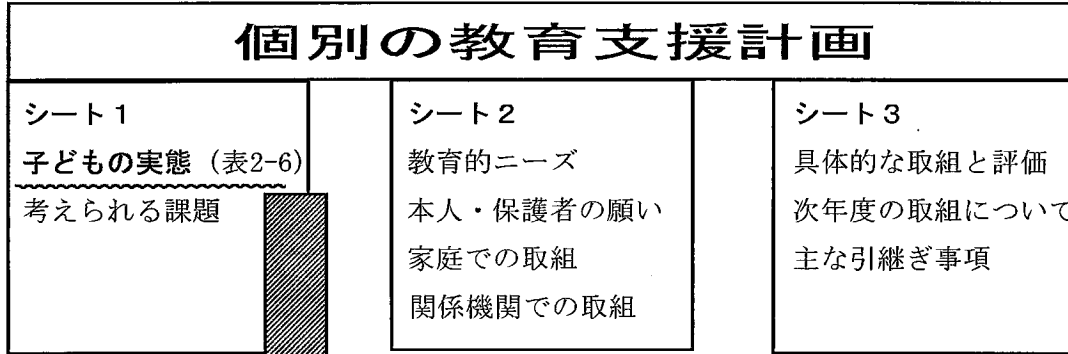 個別の教育支援計画
シート1
子どもの実態（表2-6）
考えられる課題
シート2
教育的ニーズ
本人・保護者の願い
家庭での取組
関係機関での取組
シート3
具体的な取組と評価
次年度の取組について
主な引継ぎ事項